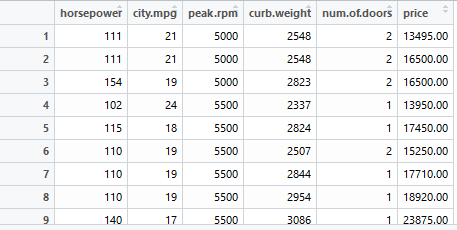 horsepower city.mpg peak.rpm curb.weight num.of.doors price
1 111 21 5000 2548 2 13495.00
2 111 21 5000 2548 2 16500.00
3 154 19 5000 2823 2 16500.00
4 102 24 5500 2337 1 13950.00
5 115 18 5500 2824 1 17450.00
6 110 19 5500 2507 2 15250.00
7 110 19 5500 2844 1 17710.00
8 110 19 5500 2954 1 18920.00
9 140 17 5500 3086 1 23875.00